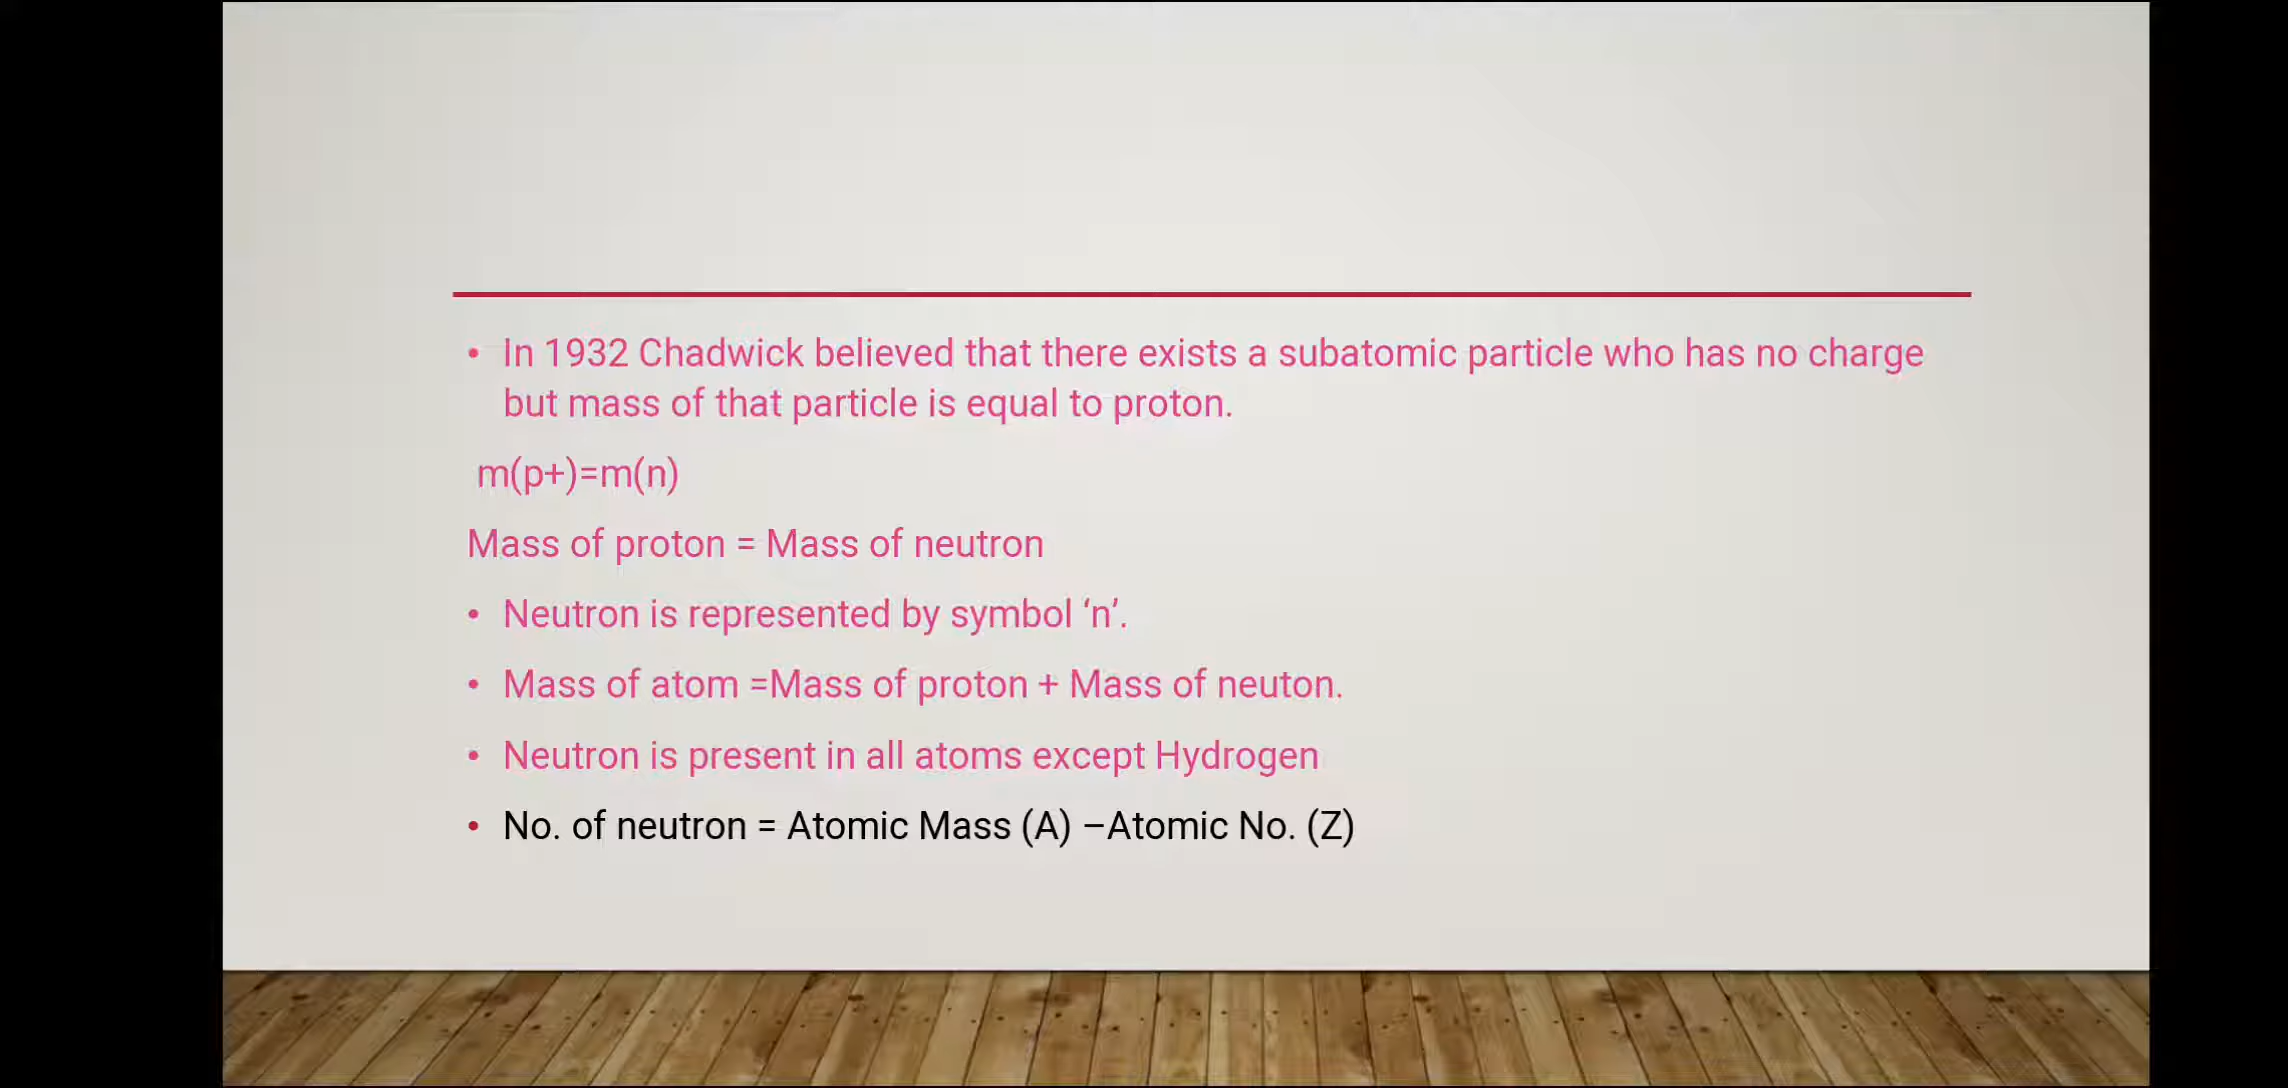 • In 1932 Chadwick believed that there exists a subatomic particle who has no charge
but mass of that particle is equal to proton.
m(p+)=m(n)
Mass of proton = Mass of neutron
• Neutron is represented by symbol ‘n’.
• Mass of atom =Mass of proton + Mass of neuton.
• Neutron is present in all atoms except Hydrogen
• No. of neutron = Atomic Mass (A) –Atomic No. (Z)